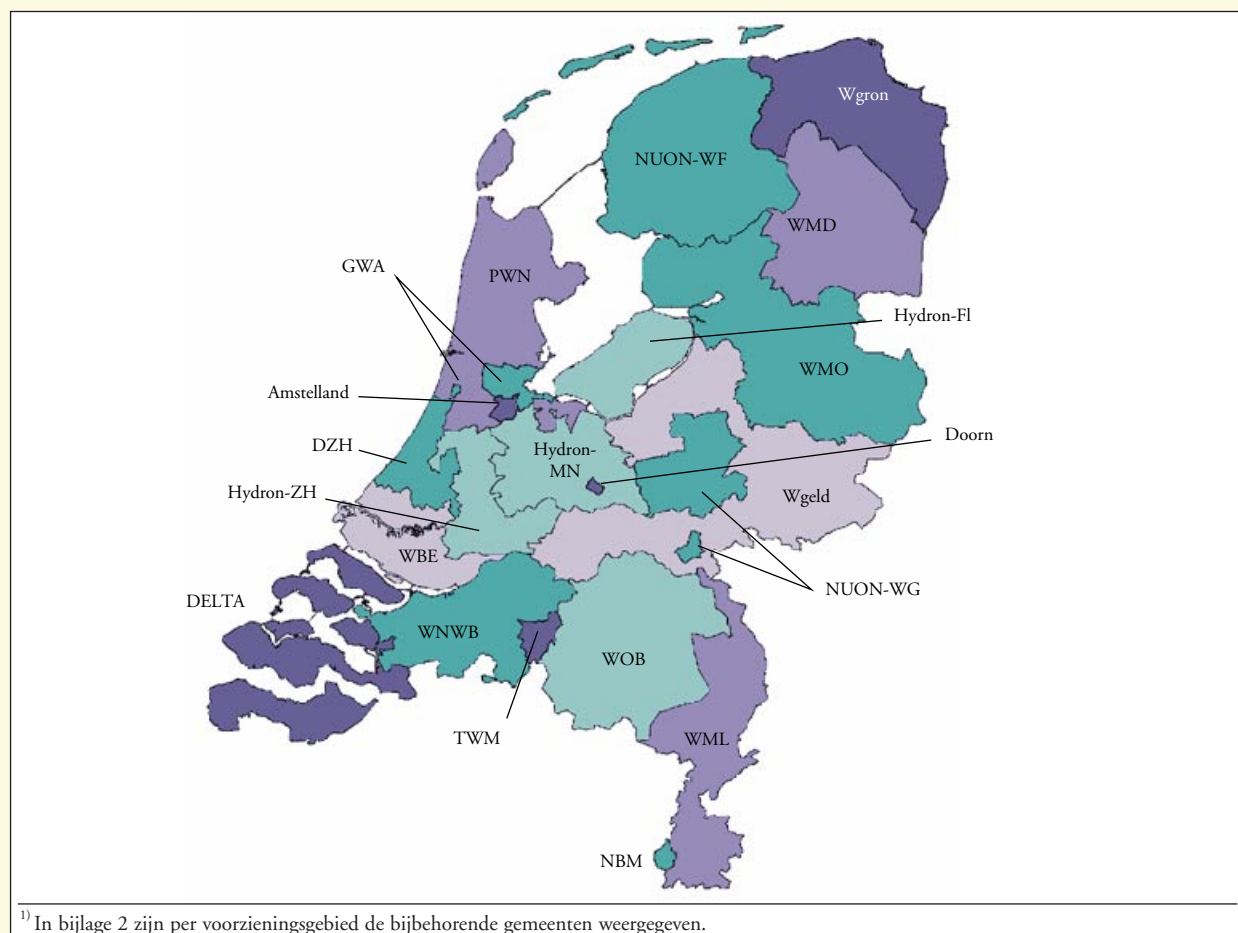 Wgron
NUON-WF
WMD
GWA
PWN
Hydron-Fl
WMO
Amstelland
Doorn
DZH
Hydron-
MN
Hydron-ZH
Wgeld
WBE
NUON-WG
DELTA
WNWB
WOB
TWM
WML
NBM
1) In bijlage 2 zijn per voorzieningsgebied de bijbehorende gemeenten weergegeven.